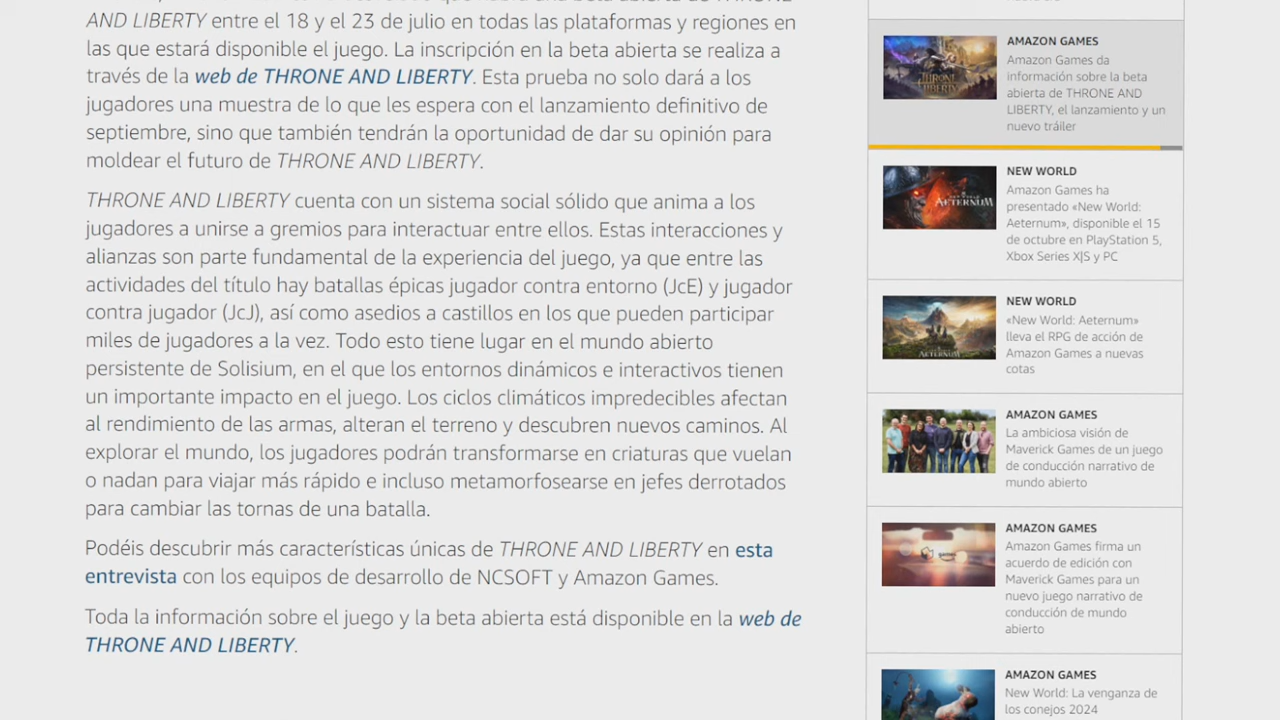 AND LIBERTY entre el 18 y el 23 de julio en todas las plataformas y regiones en
las que estará disponible el juego. La inscripción en la beta abierta se realiza a
través de la web de THRONE AND LIBERTY. Esta prueba no solo dará a los
jugadores una muestra de lo que les espera con el lanzamiento definitivo de
septiembre, sino que también tendrán la oportunidad de dar su opinión para
moldear el futuro de THRONE AND LIBERTY.
THRONE AND LIBERTY cuenta con un sistema social sólido que anima a los
jugadores a unirse a gremios para interactuar entre ellos. Estas interacciones y
alianzas son parte fundamental de la experiencia del juego, ya que entre las
actividades del título hay batallas épicas jugador contra entorno (JcE) y jugador
contra jugador (JcJ), así como asedios a castillos en los que pueden participar
miles de jugadores a la vez. Todo esto tiene lugar en el mundo abierto
persistente de Solisium, en el que los entornos dinámicos e interactivos tienen
un importante impacto en el juego. Los ciclos climáticos impredecibles afectan
al rendimiento de las armas, alteran el terreno y descubren nuevos caminos. Al
explorar el mundo, los jugadores podrán transformarse en criaturas que vuelan
o nadan para viajar más rápido e incluso metamorfosearse en jefes derrotados
para cambiar las tornas de una batalla.
Podéis descubrir más características únicas de THRONE AND LIBERTY en esta
entrevista con los equipos de desarrollo de NCSOFT y Amazon Games.
Toda la información sobre el juego y la beta abierta está disponible en la web de
THRONE AND LIBERTY.
THRONE
LIBERTY
AMAZON GAMES
Amazon Games da
información sobre la beta
abierta de THRONE AND
LIBERTY, el lanzamiento y un
nuevo tráiler
AETERNUM
NEW WORLD
Amazon Games ha
presentado «New World:
Aeternum», disponible el 15
de octubre en PlayStation 5,
Xbox Series X|S y PC
AETERNUM
NEW WORLD
«New World: Aeternum»
lleva el RPG de acción de
Amazon Games a nuevas
cotas
AMAZON GAMES
La ambiciosa visión de
Maverick Games de un juego
de conducción narrativo de
mundo abierto
games
AMAZON GAMES
Amazon Games firma un
acuerdo de edición con
Maverick Games para un
nuevo juego narrativo de
conducción de mundo
abierto
AMAZON GAMES
New World: La venganza de
los conejos 2024